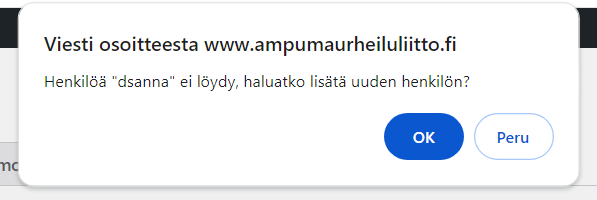 Viesti osoitteesta www.ampumaurheiluliitto.fi
Henkilöä "dsanna" ei löydy, haluatko lisätä uuden henkilön?
OK
Peru